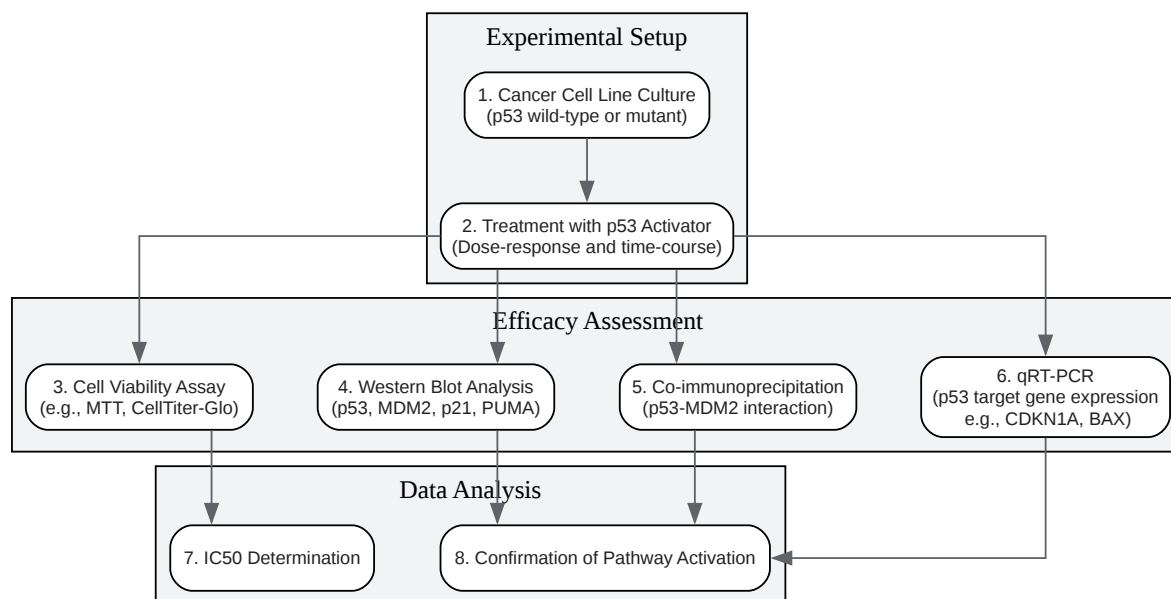 Experimental Setup
1. Cancer Cell Line Culture
(p53 wild-type or mutant)
2. Treatment with p53 Activator
(Dose-response and time-course)
Efficacy Assessment
3. Cell Viability Assay
(e.g., MTT, CellTiter-Glo)
4. Western Blot Analysis
(p53, MDM2, p21, PUMA)
5. Co-immunoprecipitation
(p53-MDM2 interaction)
6. qRT-PCR
(p53 target gene expression
e.g., CDKN1A, BAX)
Data Analysis
7. IC50 Determination
8. Confirmation of Pathway Activation